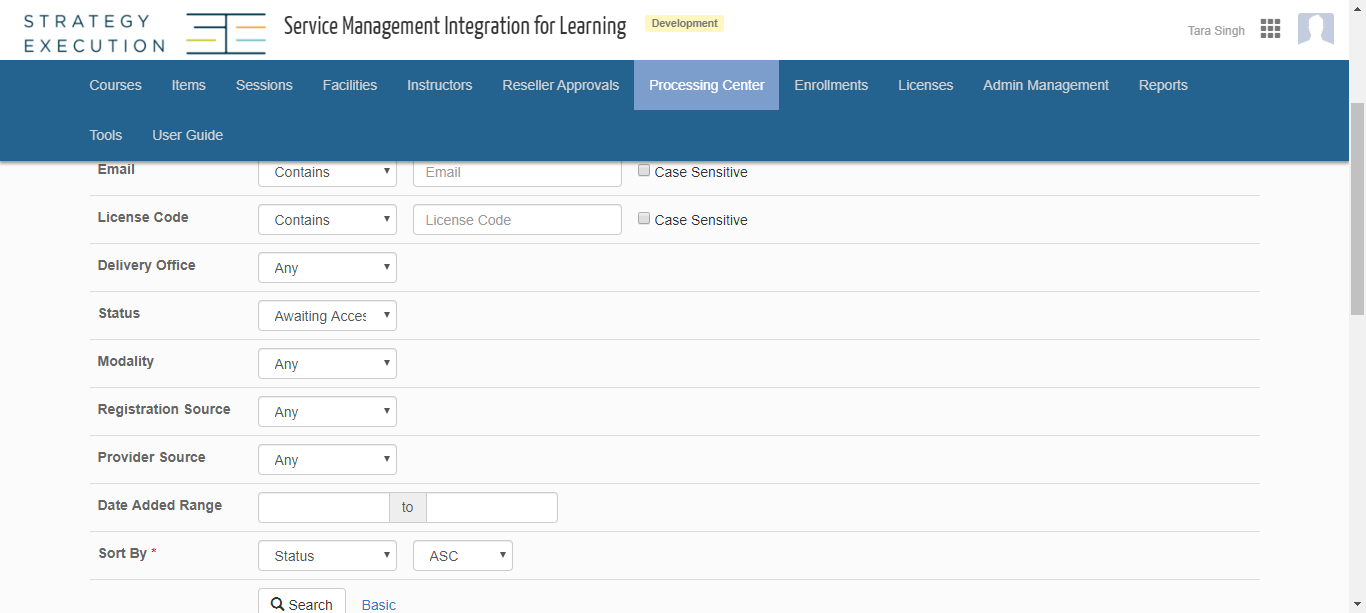 STRATEGY
EXECUTION
Service Management Integration for Learning
Development
Tara Singh
Courses Items Sessions Facilities Instructors Reseller Approvals Processing Center Enrollments Licenses Admin Management Reports
Tools User Guide
Email Contains Email Case Sensitive
License Code Contains License Code Case Sensitive
Delivery Office Any
Status Awaiting Acces
Modality Any
Registration Source Any
Provider Source Any
Date Added Range to
Sort By * Status ASC
Search Basic